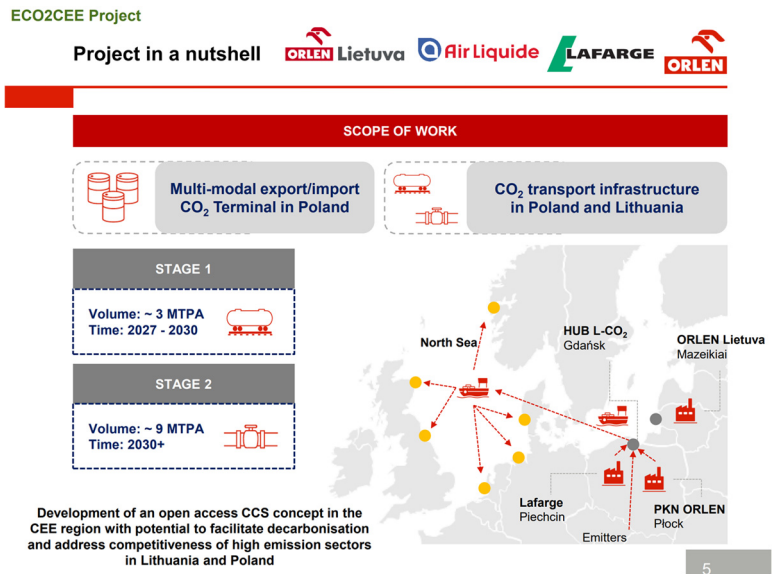 ECO2CEE Project
Project in a nutshell
ORLEN Lietuva
Air Liquide
LAFARGE
ORLEN
SCOPE OF WORK
Multi-modal export/import
CO₂ Terminal in Poland
CO₂ transport infrastructure
in Poland and Lithuania
STAGE 1
Volume: ~ 3 MTPA
Time: 2027 - 2030
STAGE 2
Volume: ~ 9 MTPA
Time: 2030+
North Sea
HUB L-CO₂
Gdańsk
ORLEN Lietuva
Mazeikiai
Lafarge
Piechcin
PKN ORLEN
Płock
Emitters
Development of an open access CCS concept in the
CEE region with potential to facilitate decarbonisation
and address competitiveness of high emission sectors
in Lithuania and Poland
5